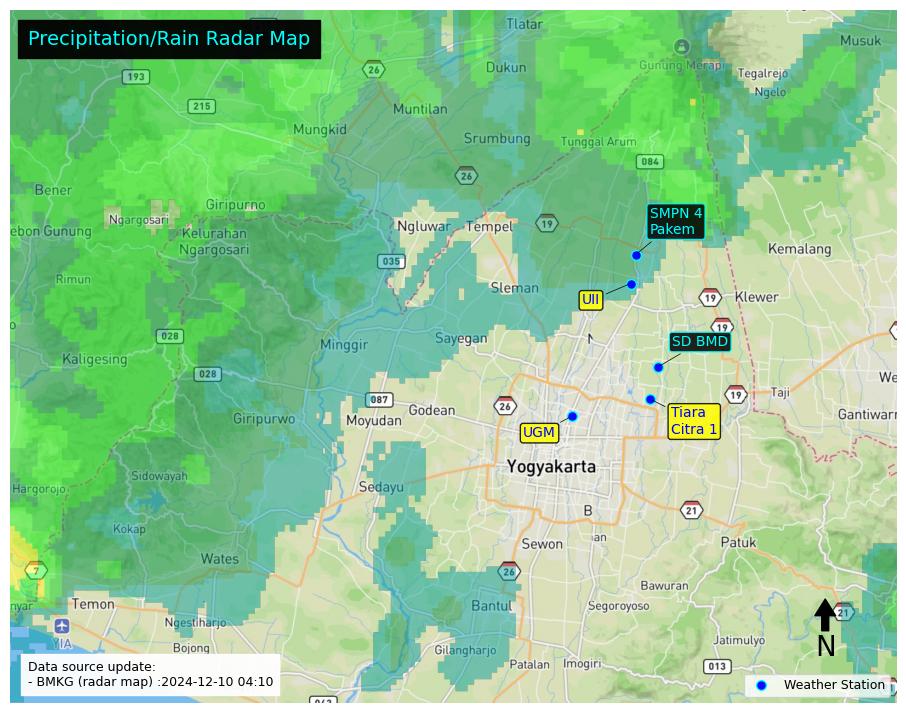 Precipitation/Rain Radar Map
Tlatar
Musuk
26
Dukun
Gunung Merapi
193
Tegalrejo
Ngelo
215
Muntilan
Mungkid
Srumbung
Tunggal Arum
084
26
Bener
Giripurno
Ngargosari
SMPN 4
Pakem
ebon Gunung
Kelurahan
Ngargosari
Ngluwar
Tempel
19
Kemalang
035
Rimun
Sleman
UII
19
Klewer
19
028
Minggir
Sayegan
N
SD BMD
Kaligesing
028
We
087
Godean
26
19
Taji
Giripurwo
Moyudan
UGM
Tiara
Citra 1
Gantiwarn
Yogyakarta
Sidowayah
Hargorojo
Sedayu
21
B
Kokap
an
Sewon
Patuk
Wates
7
26
Bawuran
nyar
Temon
Bantul
Segoroyoso
21
YIA
Ngestiharjo
N
Bojong
Gilangharjo
Jatimulyo
Patalan
Imogiri
013
Data source update:
- BMKG (radar map) :2024-12-10 04:10
Weather Station